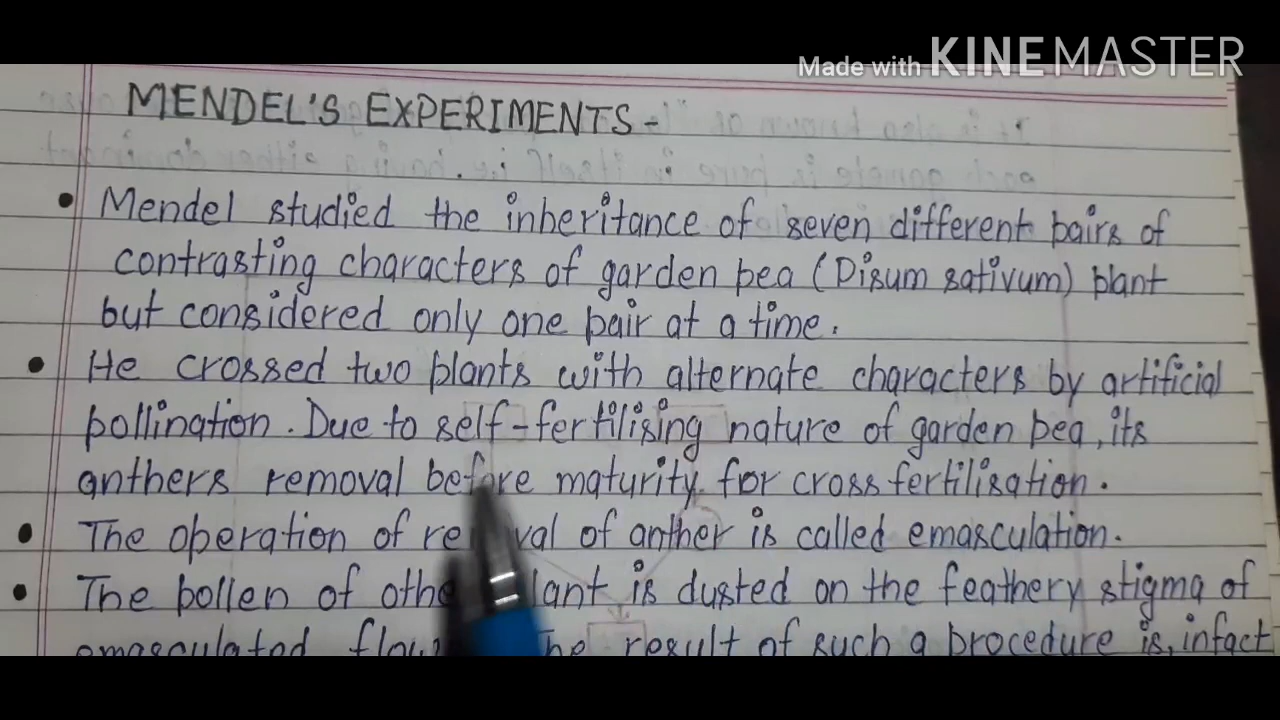 Made with KINEMASTER
MENDEL'S EXPERIMENTS-
• Mendel studied the inheritance of seven different pairs of
contrasting characters of garden pea (Pisum sativum) plant
but considered only one pair at a time.
• He crossed two plants with alternate characters by artificial
pollination. Due to self-fertilising nature of garden pea, its
anthers removal before maturity for cross fertilisation.
• The operation of removal of anther is called emasculation.
• The pollen of other plant is dusted on the feathery stigma of
emasculated The result of such a procedure is, infact